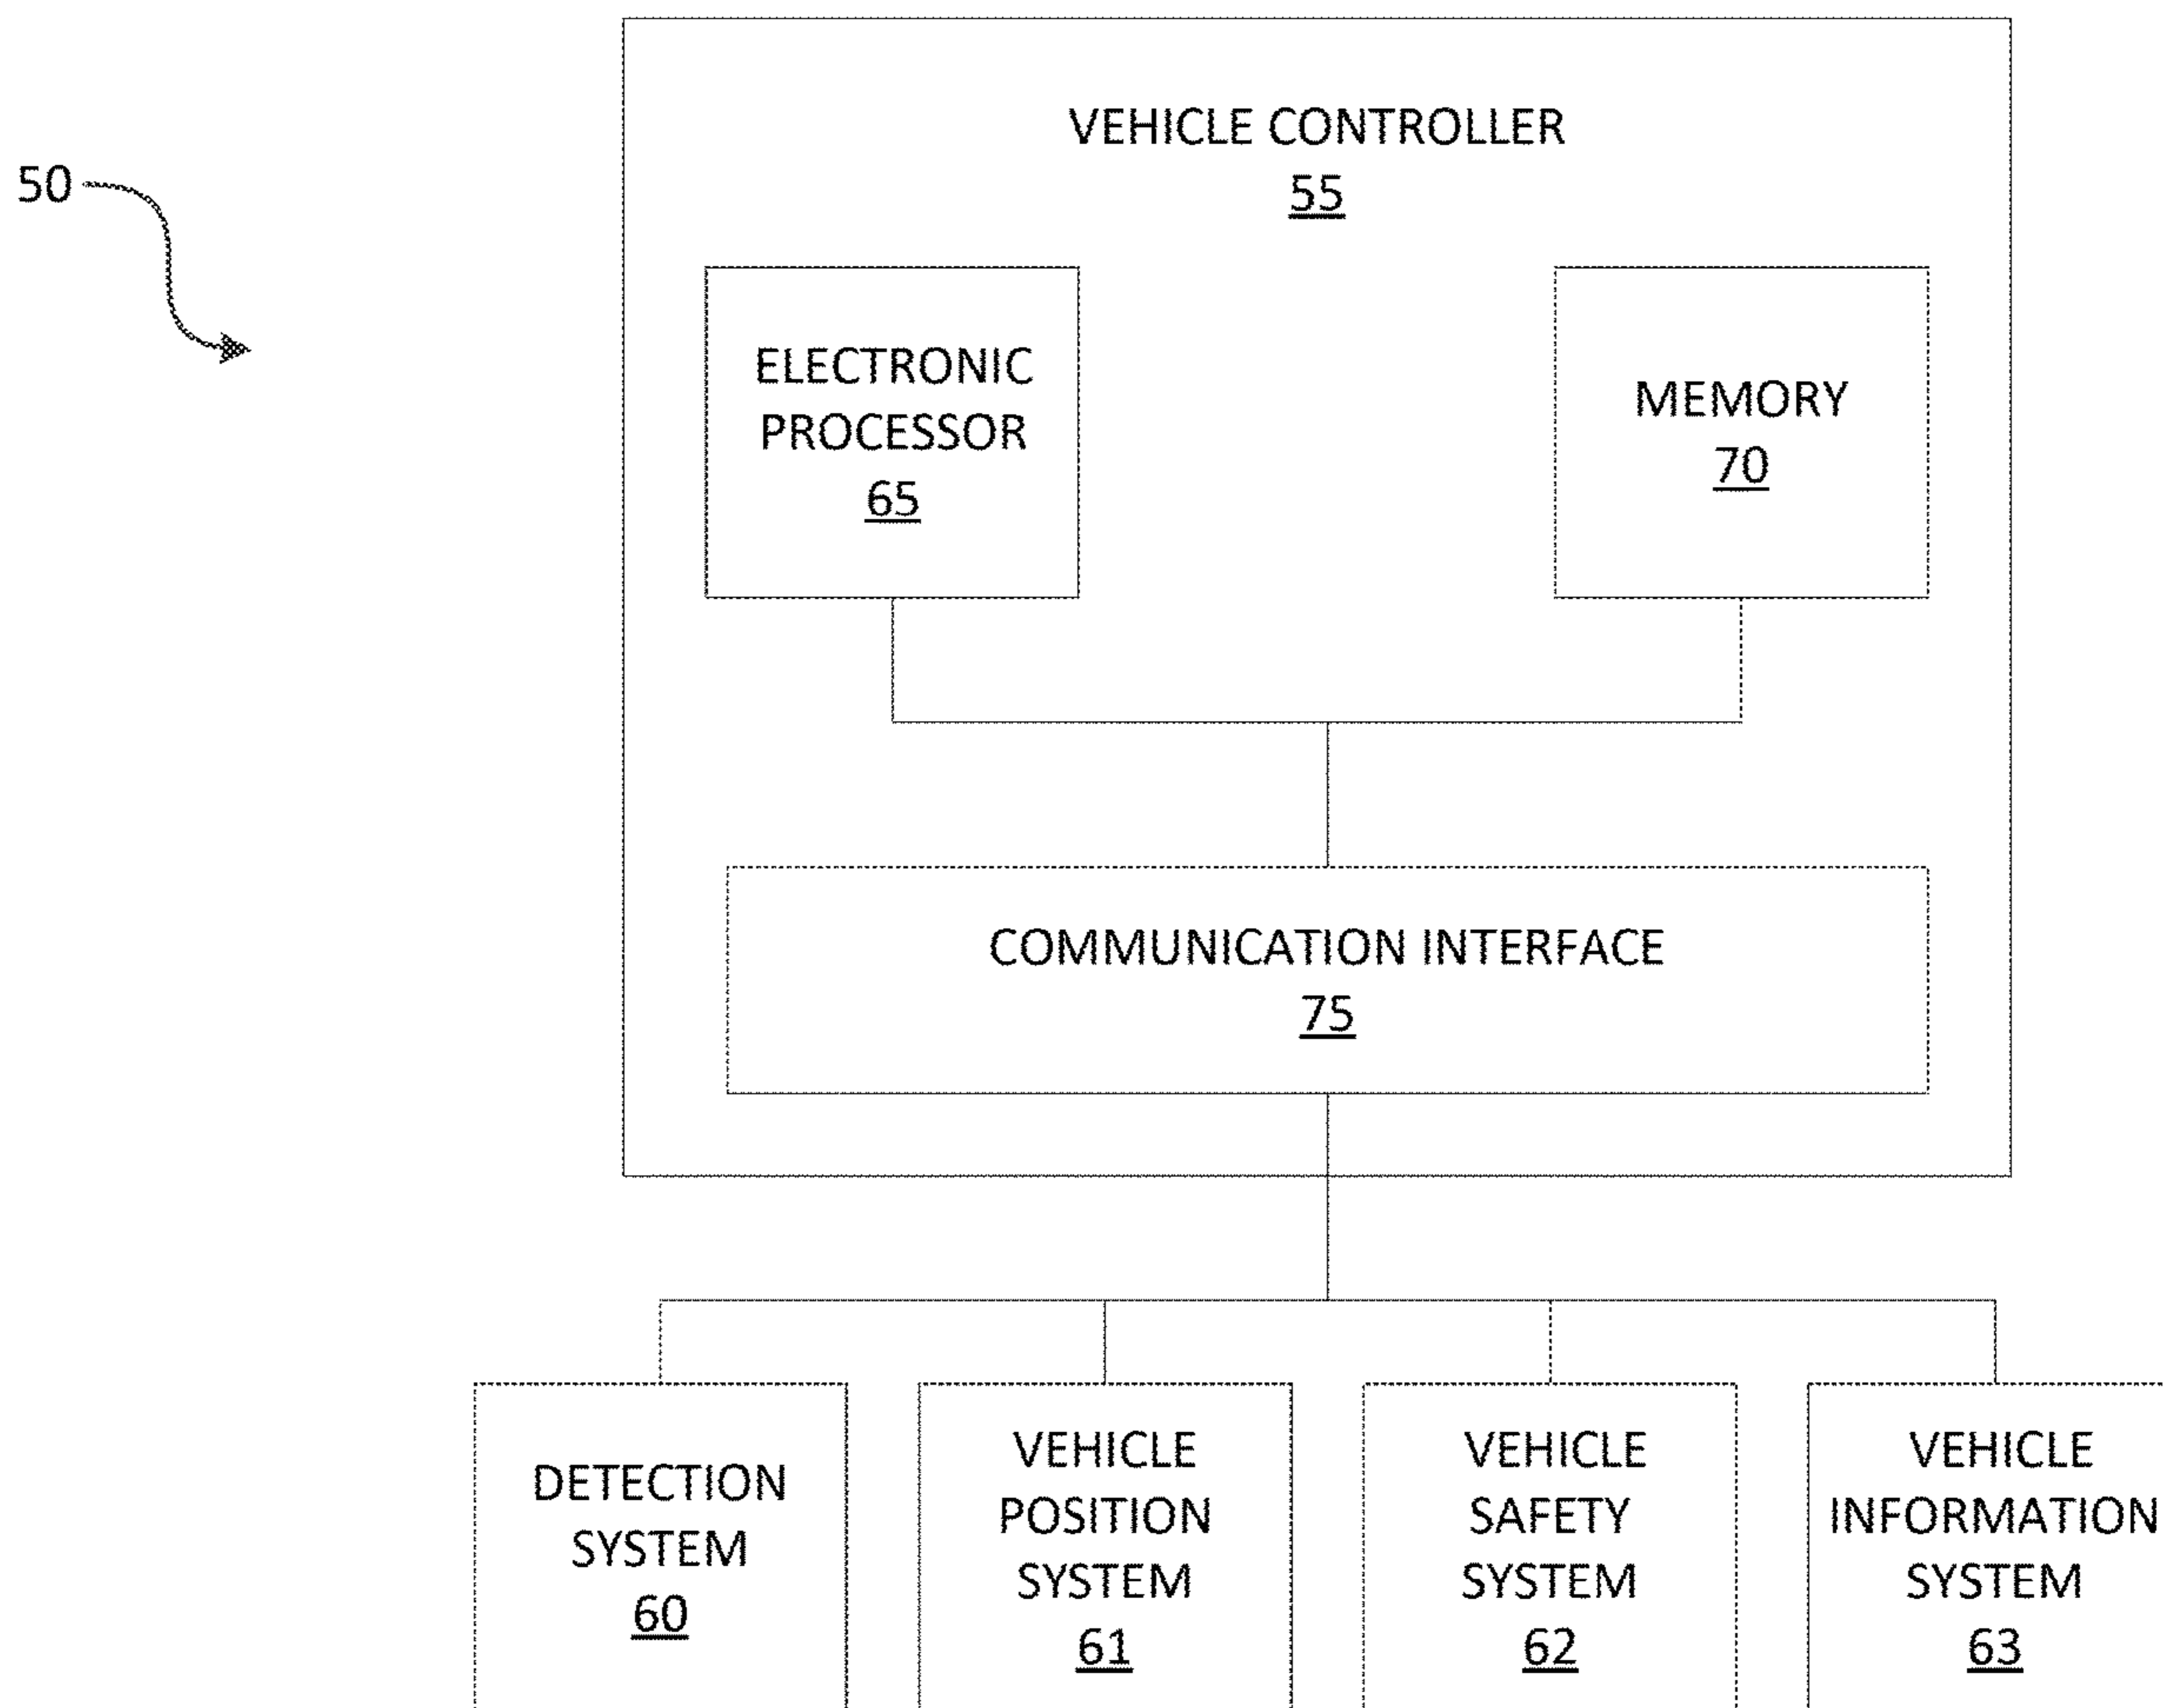 50
VEHICLE CONTROLLER
55
ELECTRONIC
PROCESSOR
65
MEMORY
70
COMMUNICATION INTERFACE
75
DETECTION
SYSTEM
60
VEHICLE
POSITION
SYSTEM
61
VEHICLE
SAFETY
SYSTEM
62
VEHICLE
INFORMATION
SYSTEM
63